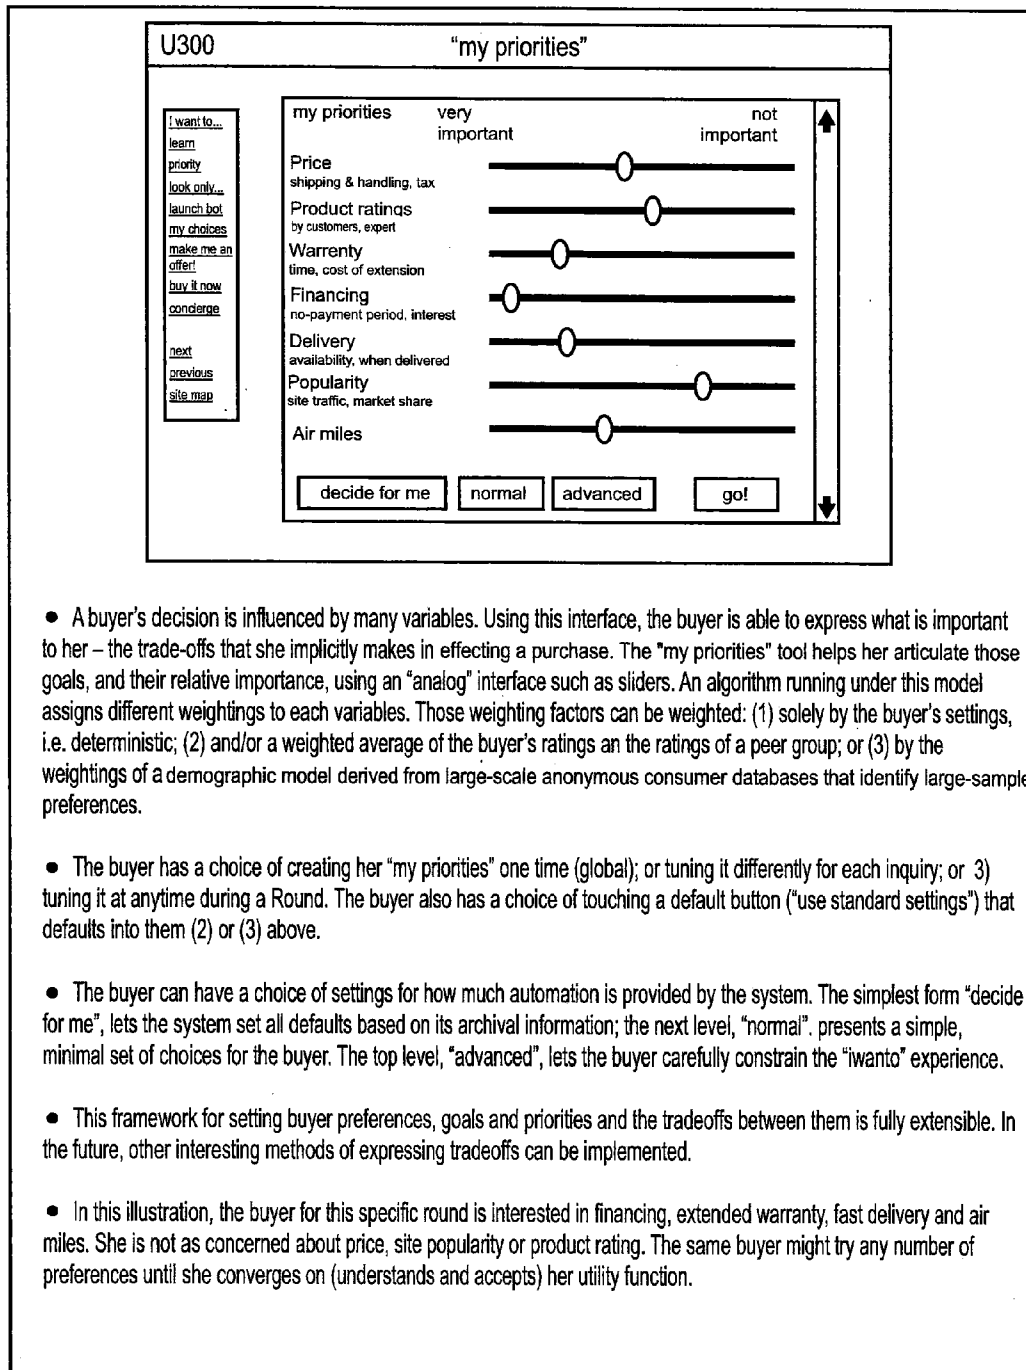 U300 "my priorities"
I want to...
learn
priority
look only...
launch bot
my choices
make me an
offer!
buy it now
concierge
next
previous
site map
my priorities very not
important important
Price
shipping & handling, tax
Product ratings
by customers, expert
Warrenty
time, cost of extension
Financing
no-payment period, interest
Delivery
availability, when delivered
Popularity
site traffic, market share
Air miles
decide for me normal advanced go!
• A buyer's decision is influenced by many variables. Using this interface, the buyer is able to express what is important
to her – the trade-offs that she implicitly makes in effecting a purchase. The "my priorities" tool helps her articulate those
goals, and their relative importance, using an "analog" interface such as sliders. An algorithm running under this model
assigns different weightings to each variables. Those weighting factors can be weighted: (1) solely by the buyer's settings,
i.e. deterministic; (2) and/or a weighted average of the buyer's ratings an the ratings of a peer group; or (3) by the
weightings of a demographic model derived from large-scale anonymous consumer databases that identify large-sample
preferences.
• The buyer has a choice of creating her "my priorities" one time (global); or tuning it differently for each inquiry; or 3)
tuning it at anytime during a Round. The buyer also has a choice of touching a default button ("use standard settings") that
defaults into them (2) or (3) above.
• The buyer can have a choice of settings for how much automation is provided by the system. The simplest form "decide
for me", lets the system set all defaults based on its archival information; the next level, "normal". presents a simple,
minimal set of choices for the buyer. The top level, "advanced", lets the buyer carefully constrain the "iwanto" experience.
• This framework for setting buyer preferences, goals and priorities and the tradeoffs between them is fully extensible. In
the future, other interesting methods of expressing tradeoffs can be implemented.
• In this illustration, the buyer for this specific round is interested in financing, extended warranty, fast delivery and air
miles. She is not as concerned about price, site popularity or product rating. The same buyer might try any number of
preferences until she converges on (understands and accepts) her utility function.